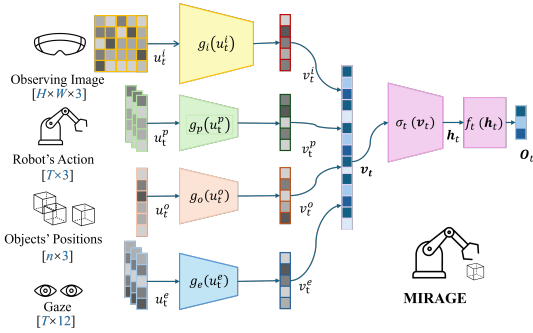 Observing Image
[H×W×3]
u_t^i
g_i(u_t^i)
v_t^i
Robot's Action
[T×3]
u_t^p
g_p(u_t^p)
v_t^p
Objects' Positions
[n×3]
u_t^o
g_o(u_t^o)
v_t^o
Gaze
[T×12]
u_t^e
g_e(u_t^e)
v_t^e
v_t
σ_t(v_t)
h_t
f_t(h_t)
O_t
MIRAGE